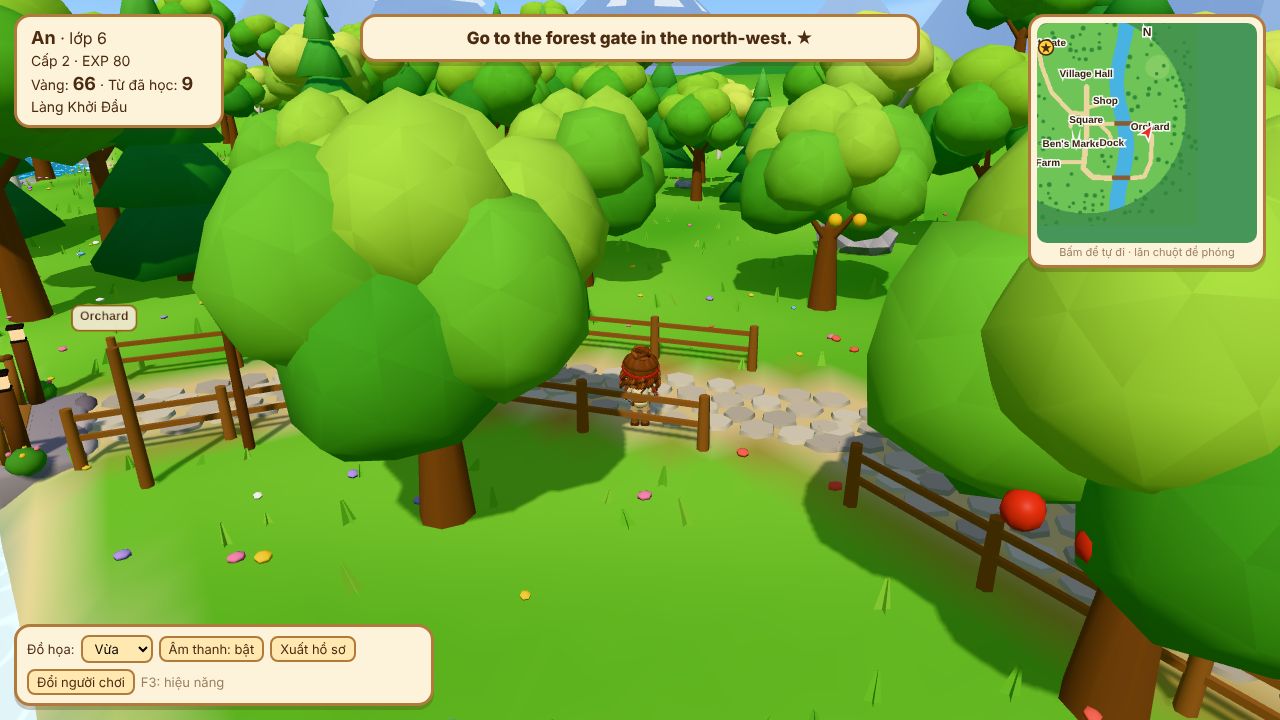 An · lớp 6
Cấp 2 · EXP 80
Vàng: 66 · Từ đã học: 9
Làng Khởi Đầu
Go to the forest gate in the north-west. ★
N
Village Hall
Shop
Square
Orchard
Ben's Marke
Dock
Farm
Bấm để tự đi · lăn chuột để phóng
Orchard
Đồ họa: Vừa Âm thanh: bật Xuất hồ sơ
Đổi người chơi F3: hiệu năng